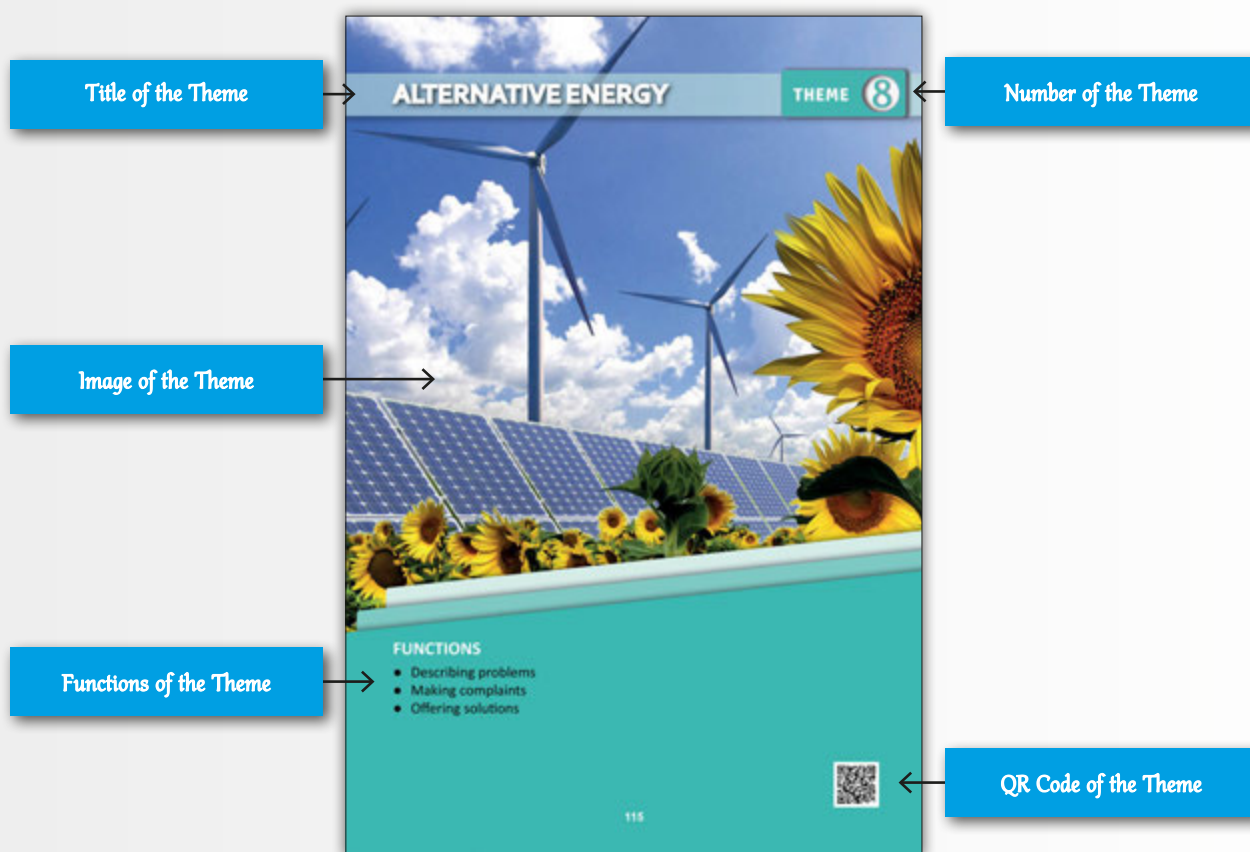 Title of the Theme
ALTERNATIVE ENERGY
THEME 8
Number of the Theme
Image of the Theme
Functions of the Theme
FUNCTIONS
● Describing problems
● Making complaints
● Offering solutions
QR Code of the Theme
115